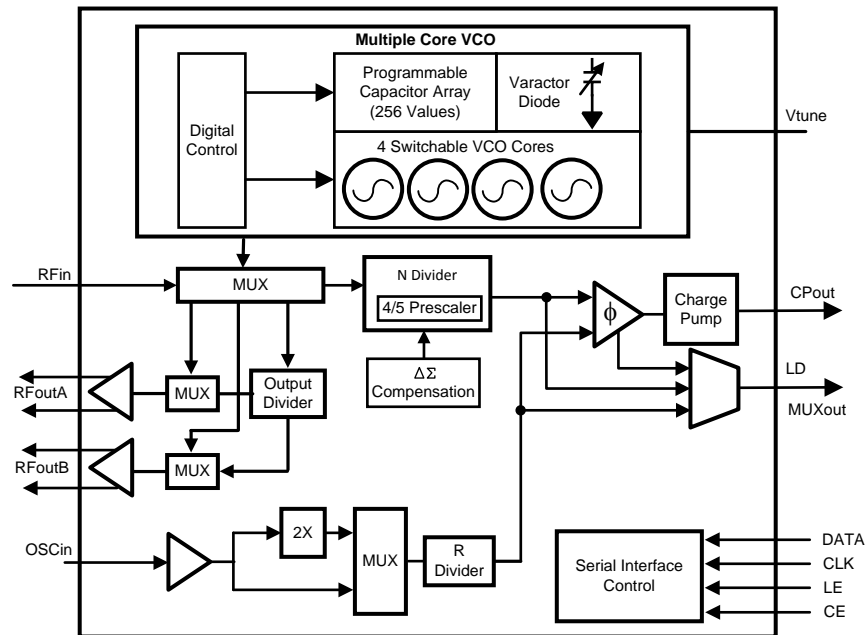 Multiple Core VCO
Digital
Control
Programmable
Capacitor Array
(256 Values)
Varactor
Diode
4 Switchable VCO Cores
Vtune
RFin
MUX
N Divider
4/5 Prescaler
ΔΣ
Compensation
ϕ
Charge
Pump
CPout
LD
MUXout
RFoutA
MUX
Output
Divider
RFoutB
MUX
OSCin
2X
MUX
R
Divider
Serial Interface
Control
DATA
CLK
LE
CE